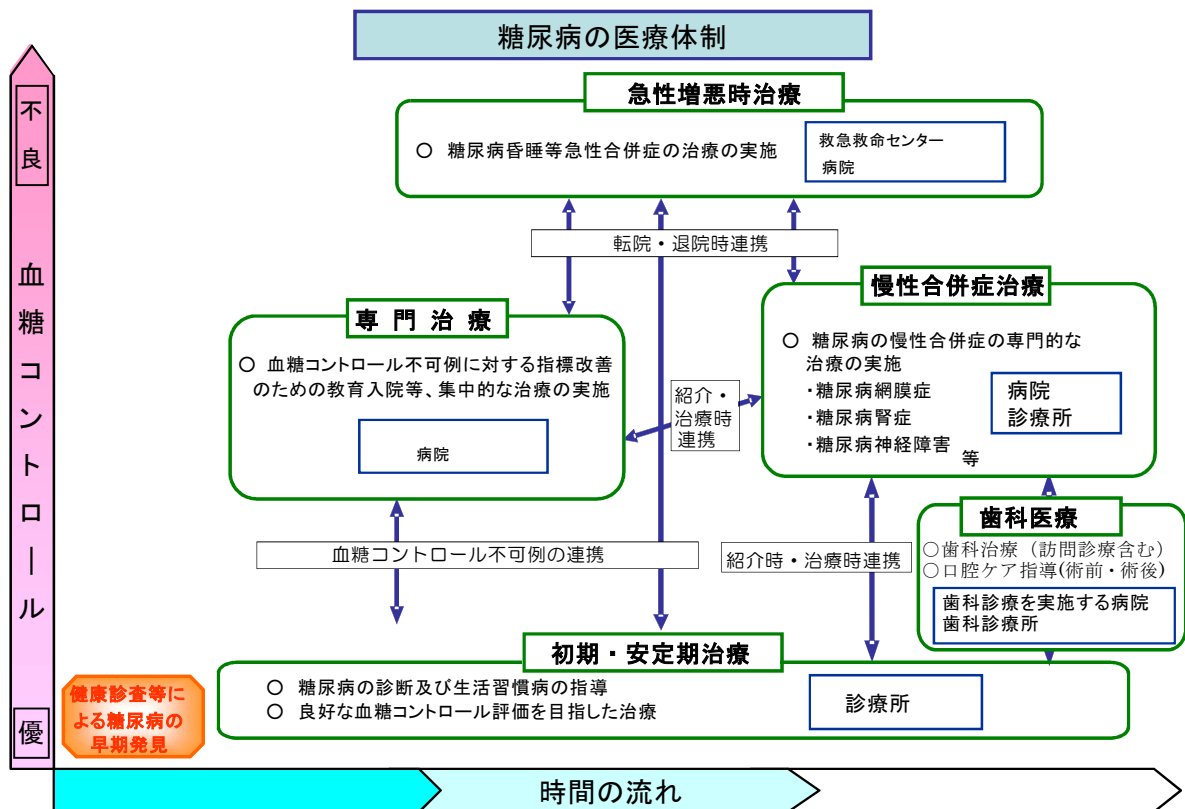 糖尿病の医療体制
不良
血糖コントロール
優
急性増悪時治療
○ 糖尿病昏睡等急性合併症の治療の実施
救急救命センター
病院
転院・退院時連携
専門治療
○ 血糖コントロール不可例に対する指標改善
のための教育入院等、集中的な治療の実施
病院
紹介・
治療時
連携
慢性合併症治療
○ 糖尿病の慢性合併症の専門的な
治療の実施
・糖尿病網膜症
・糖尿病腎症
・糖尿病神経障害 等
病院
診療所
血糖コントロール不可例の連携
紹介時・治療時連携
歯科医療
○歯科治療（訪問診療含む）
○口腔ケア指導(術前・術後)
歯科診療を実施する病院
歯科診療所
初期・安定期治療
○ 糖尿病の診断及び生活習慣病の指導
○ 良好な血糖コントロール評価を目指した治療
診療所
健康診査等に
よる糖尿病の
早期発見
時間の流れ